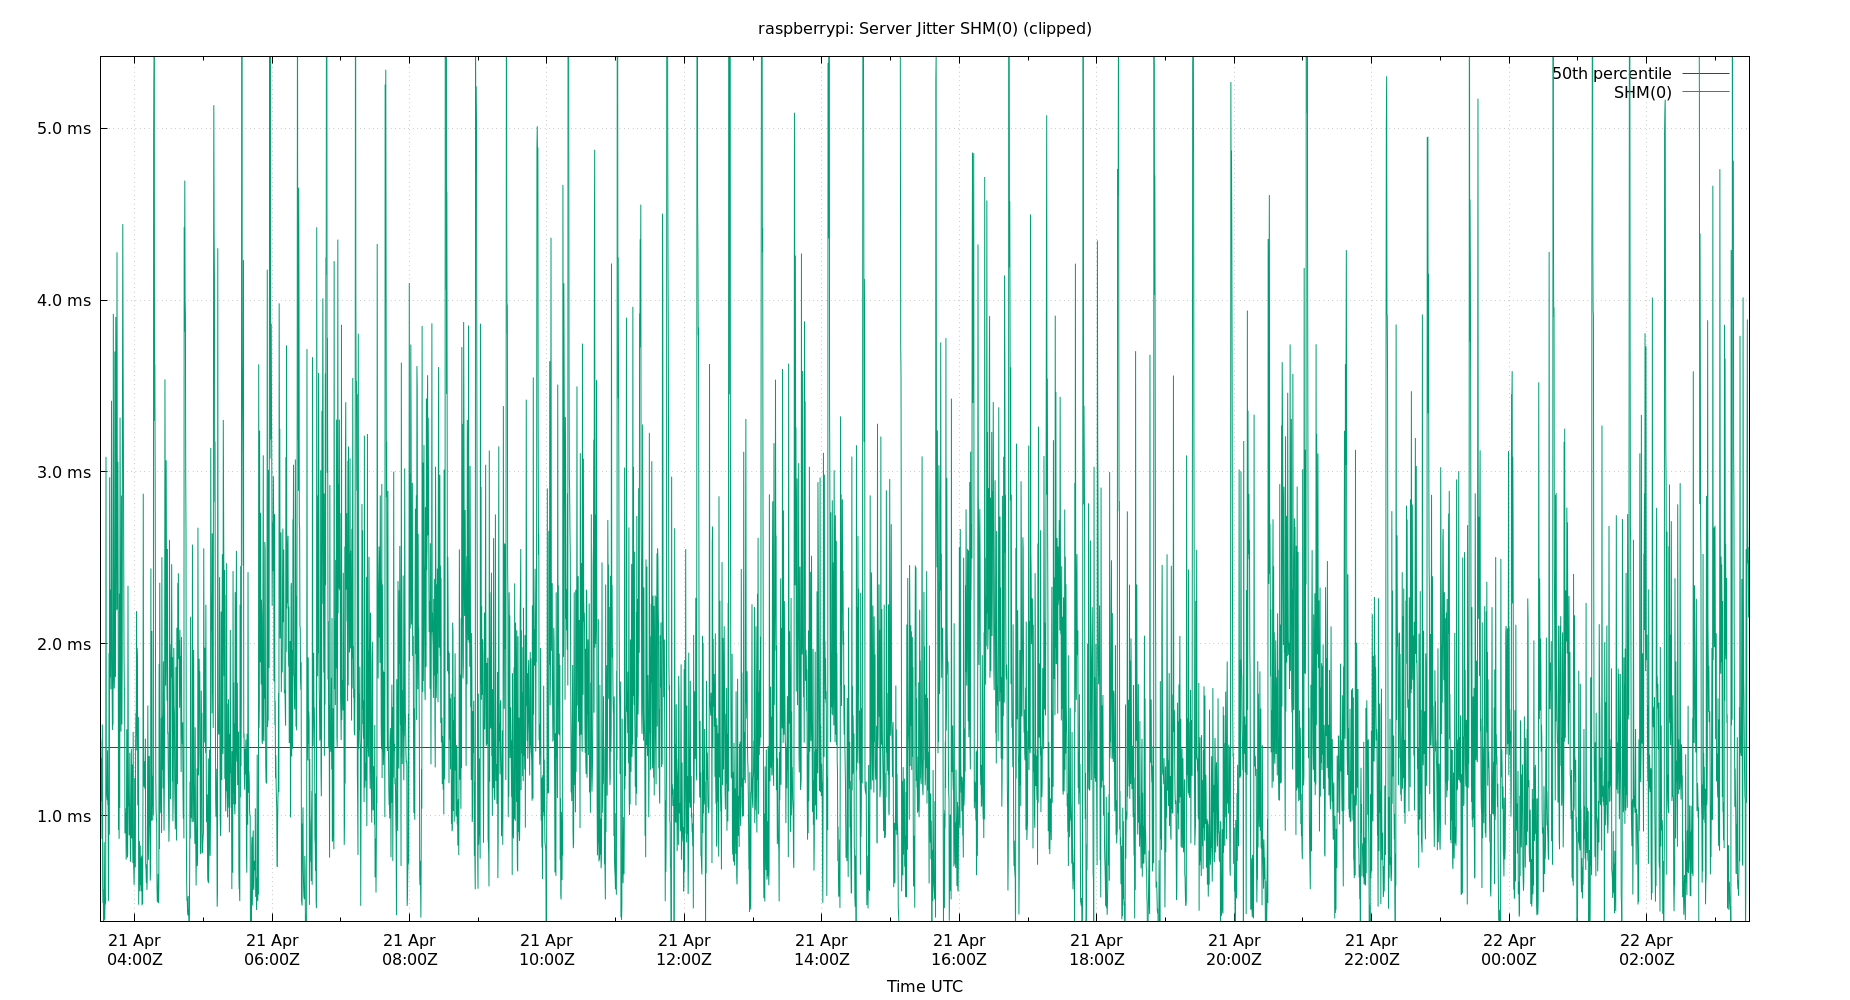 raspberrypi: Server Jitter SHM(0) (clipped)
50th percentile
SHM(0)
5.0 ms
4.0 ms
3.0 ms
2.0 ms
1.0 ms
21 Apr 21 Apr 21 Apr 21 Apr 21 Apr 21 Apr 21 Apr 21 Apr 21 Apr 21 Apr 22 Apr 22 Apr
04:00Z 06:00Z 08:00Z 10:00Z 12:00Z 14:00Z 16:00Z 18:00Z 20:00Z 22:00Z 00:00Z 02:00Z
Time UTC